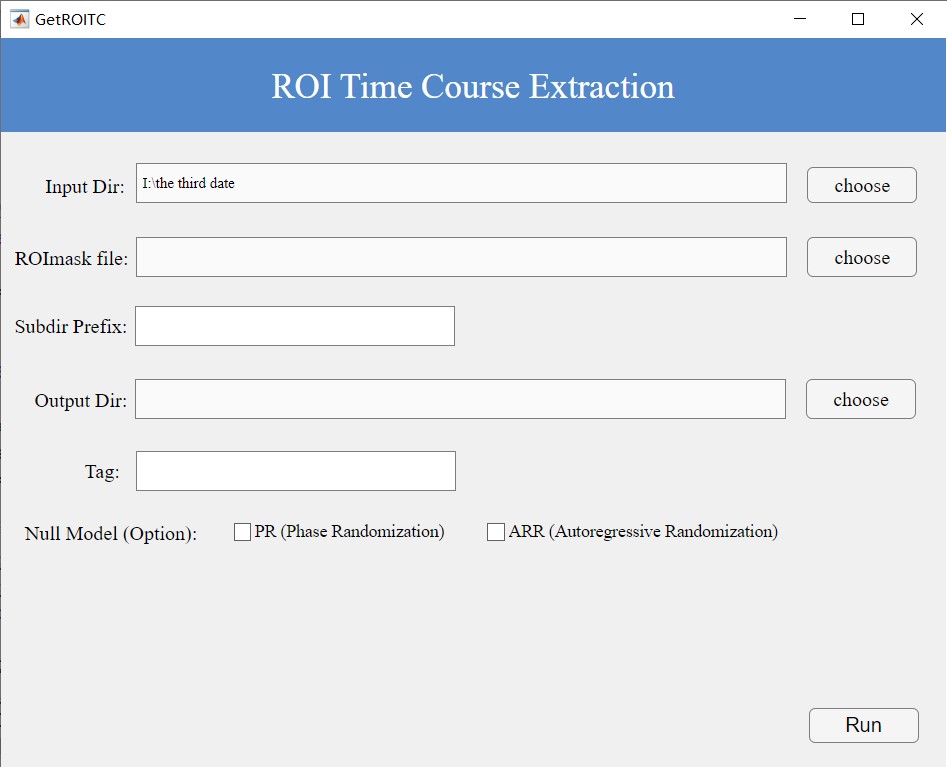 GetROITC
ROI Time Course Extraction
Input Dir: I:\the third date choose
ROImask file: choose
Subdir Prefix:
Output Dir: choose
Tag:
Null Model (Option): PR (Phase Randomization) ARR (Autoregressive Randomization)
Run